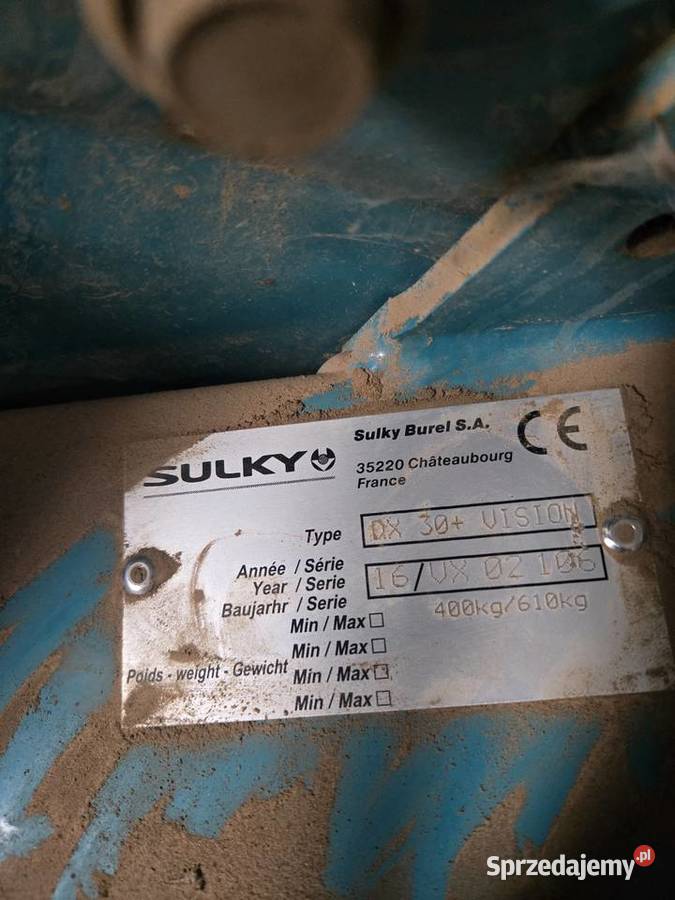 SULKY
Sulky Burel S.A.
35220 Châteaubourg
France
CE
Type DX 30+ VISION
Année / Série
Year / Serie
Baujarhr / Serie
16/VX 02 106
400kg/610kg
Min / Max
Min / Max
Poids - weight - Gewicht Min / Max
Min / Max
Sprzedajemy.pl